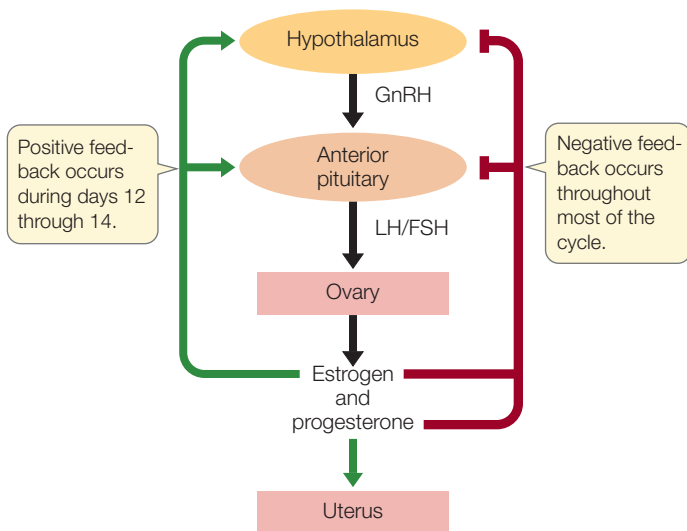 Hypothalamus
GnRH
Positive feed-
back occurs
during days 12
through 14.
Anterior
pituitary
Negative feed-
back occurs
throughout
most of the
cycle.
LH/FSH
Ovary
Estrogen
and
progesterone
Uterus